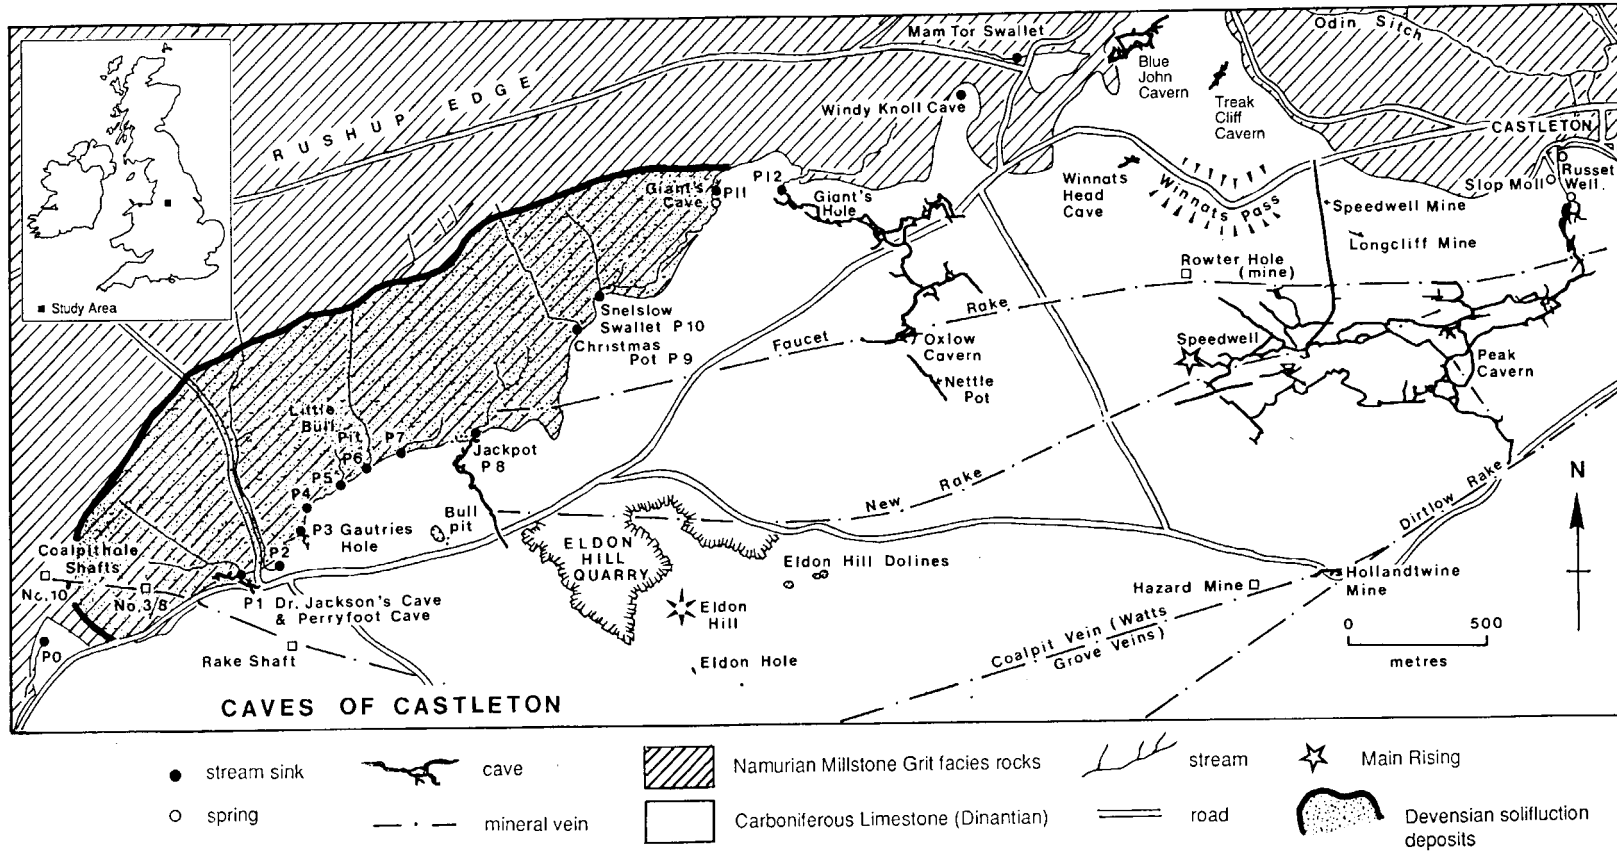 Mam Tor Swallet
Odin Sitch
Blue
John
Cavern
Treak
Cliff
Cavern
RUSHUP EDGE
Windy Knoll Cave
CASTLETON
Russet
Well
Slop Moll
Giant's
Cave
P11
P12
Giant's
Hole
Winnats
Head
Cave
Winnats Pass
Speedwell Mine
Longcliff Mine
Rowter Hole
(mine)
■ Study Area
Snelslow
Swallet P10
Christmas
Pot P9
Faucet Rake
Oxlow
Cavern
Nettle
Pot
Speedwell
Peak
Cavern
Little
Bull
Pit
P6
P7
P5
P4
Jackpot
P8
New Rake
Dirtlow Rake
N
P3 Gautries
Hole
Bull
pit
P2
Coalpithole
Shafts
No.10
No.3/8
ELDON
HILL
QUARRY
Eldon Hill Dolines
Hazard Mine
Hollandtwine
Mine
P1 Dr. Jackson's Cave
& Perryfoot Cave
Eldon
Hill
Coalpit Vein (Watts
Grove Veins)
0 500
metres
P0
Rake Shaft
Eldon Hole
CAVES OF CASTLETON
stream sink
cave
Namurian Millstone Grit facies rocks
stream
Main Rising
spring
mineral vein
Carboniferous Limestone (Dinantian)
road
Devensian solifluction
deposits